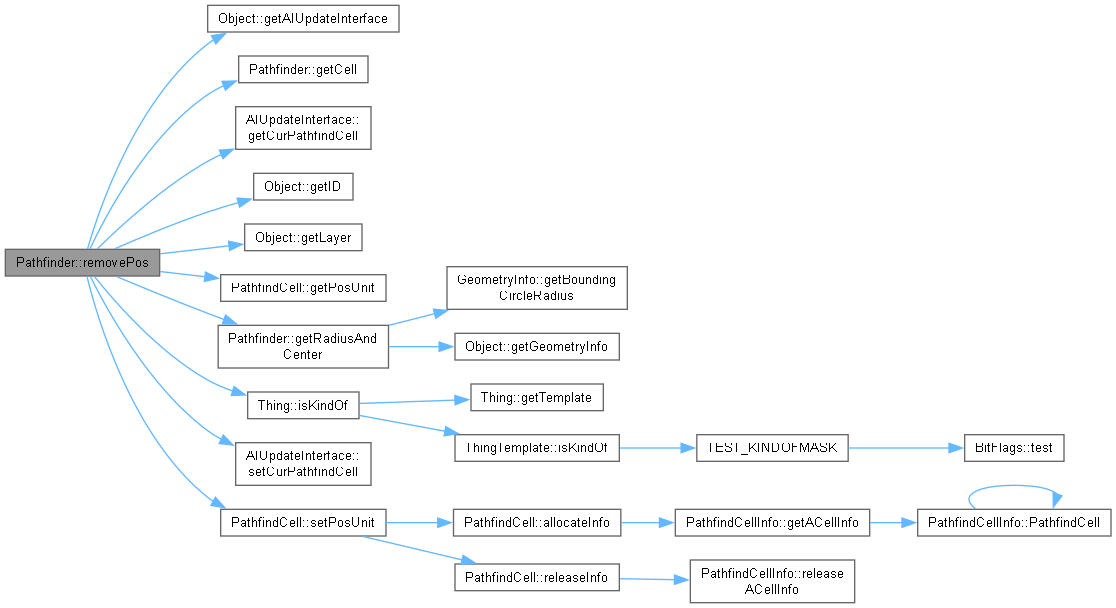 Object::getAIUpdateInterface
Pathfinder::getCell
AIUpdateInterface::
getCurPathfindCell
Object::getID
Object::getLayer
Pathfinder::removePos
PathfindCell::getPosUnit
GeometryInfo::getBounding
CircleRadius
Pathfinder::getRadiusAnd
Center
Object::getGeometryInfo
Thing::isKindOf
Thing::getTemplate
ThingTemplate::isKindOf
TEST_KINDOFMASK
BitFlags::test
AIUpdateInterface::
setCurPathfindCell
PathfindCell::setPosUnit
PathfindCell::allocateInfo
PathfindCellInfo::getACellInfo
PathfindCellInfo::PathfindCell
PathfindCell::releaseInfo
PathfindCellInfo::release
ACellInfo